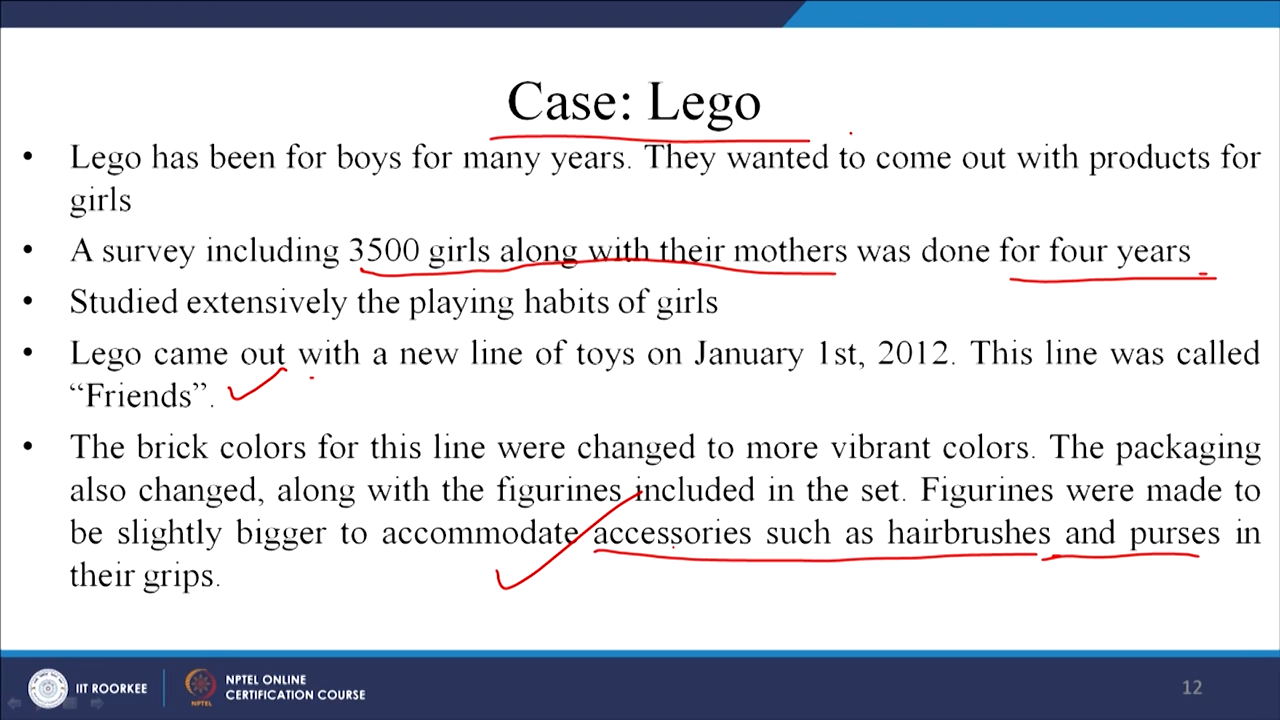 Case: Lego
• Lego has been for boys for many years. They wanted to come out with products for
girls
• A survey including 3500 girls along with their mothers was done for four years
• Studied extensively the playing habits of girls
• Lego came out with a new line of toys on January 1st, 2012. This line was called
“Friends”.
• The brick colors for this line were changed to more vibrant colors. The packaging
also changed, along with the figurines included in the set. Figurines were made to
be slightly bigger to accommodate accessories such as hairbrushes and purses in
their grips.
IIT ROORKEE
NPTEL
NPTEL ONLINE
CERTIFICATION COURSE
12